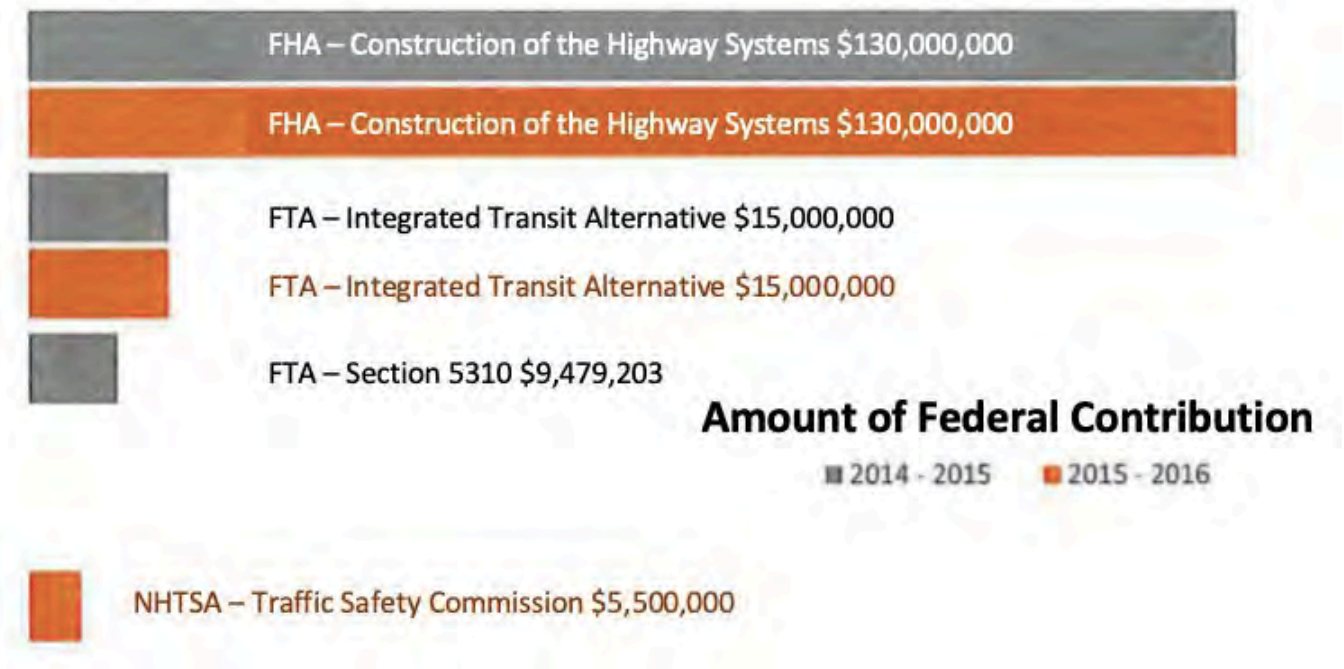 FHA – Construction of the Highway Systems $130,000,000
FHA – Construction of the Highway Systems $130,000,000
FTA – Integrated Transit Alternative $15,000,000
FTA – Integrated Transit Alternative $15,000,000
FTA – Section 5310 $9,479,203
Amount of Federal Contribution
2014 - 2015 2015 - 2016
NHTSA – Traffic Safety Commission $5,500,000